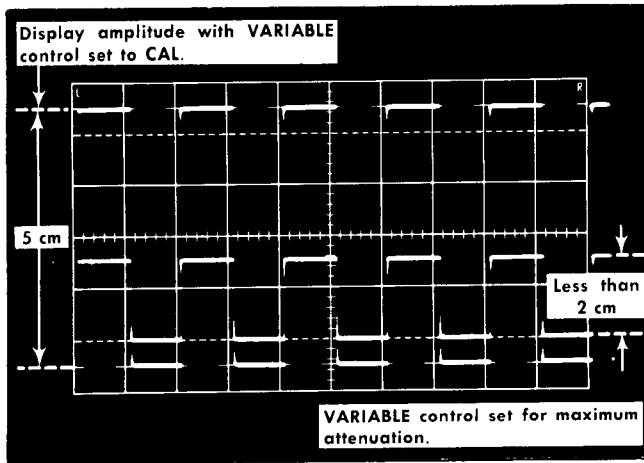 Display amplitude with VARIABLE
control set to CAL.
L
R
5 cm
Less than
2 cm
VARIABLE control set for maximum
attenuation.